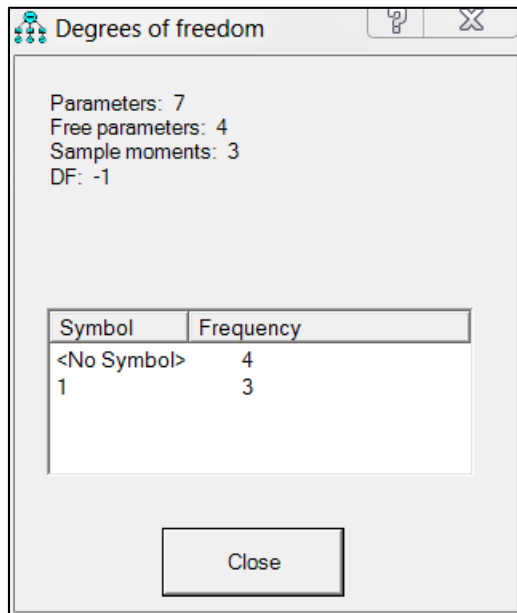 Degrees of freedom
Parameters: 7
Free parameters: 4
Sample moments: 3
DF: -1
Symbol Frequency
<No Symbol> 4
1 3
Close